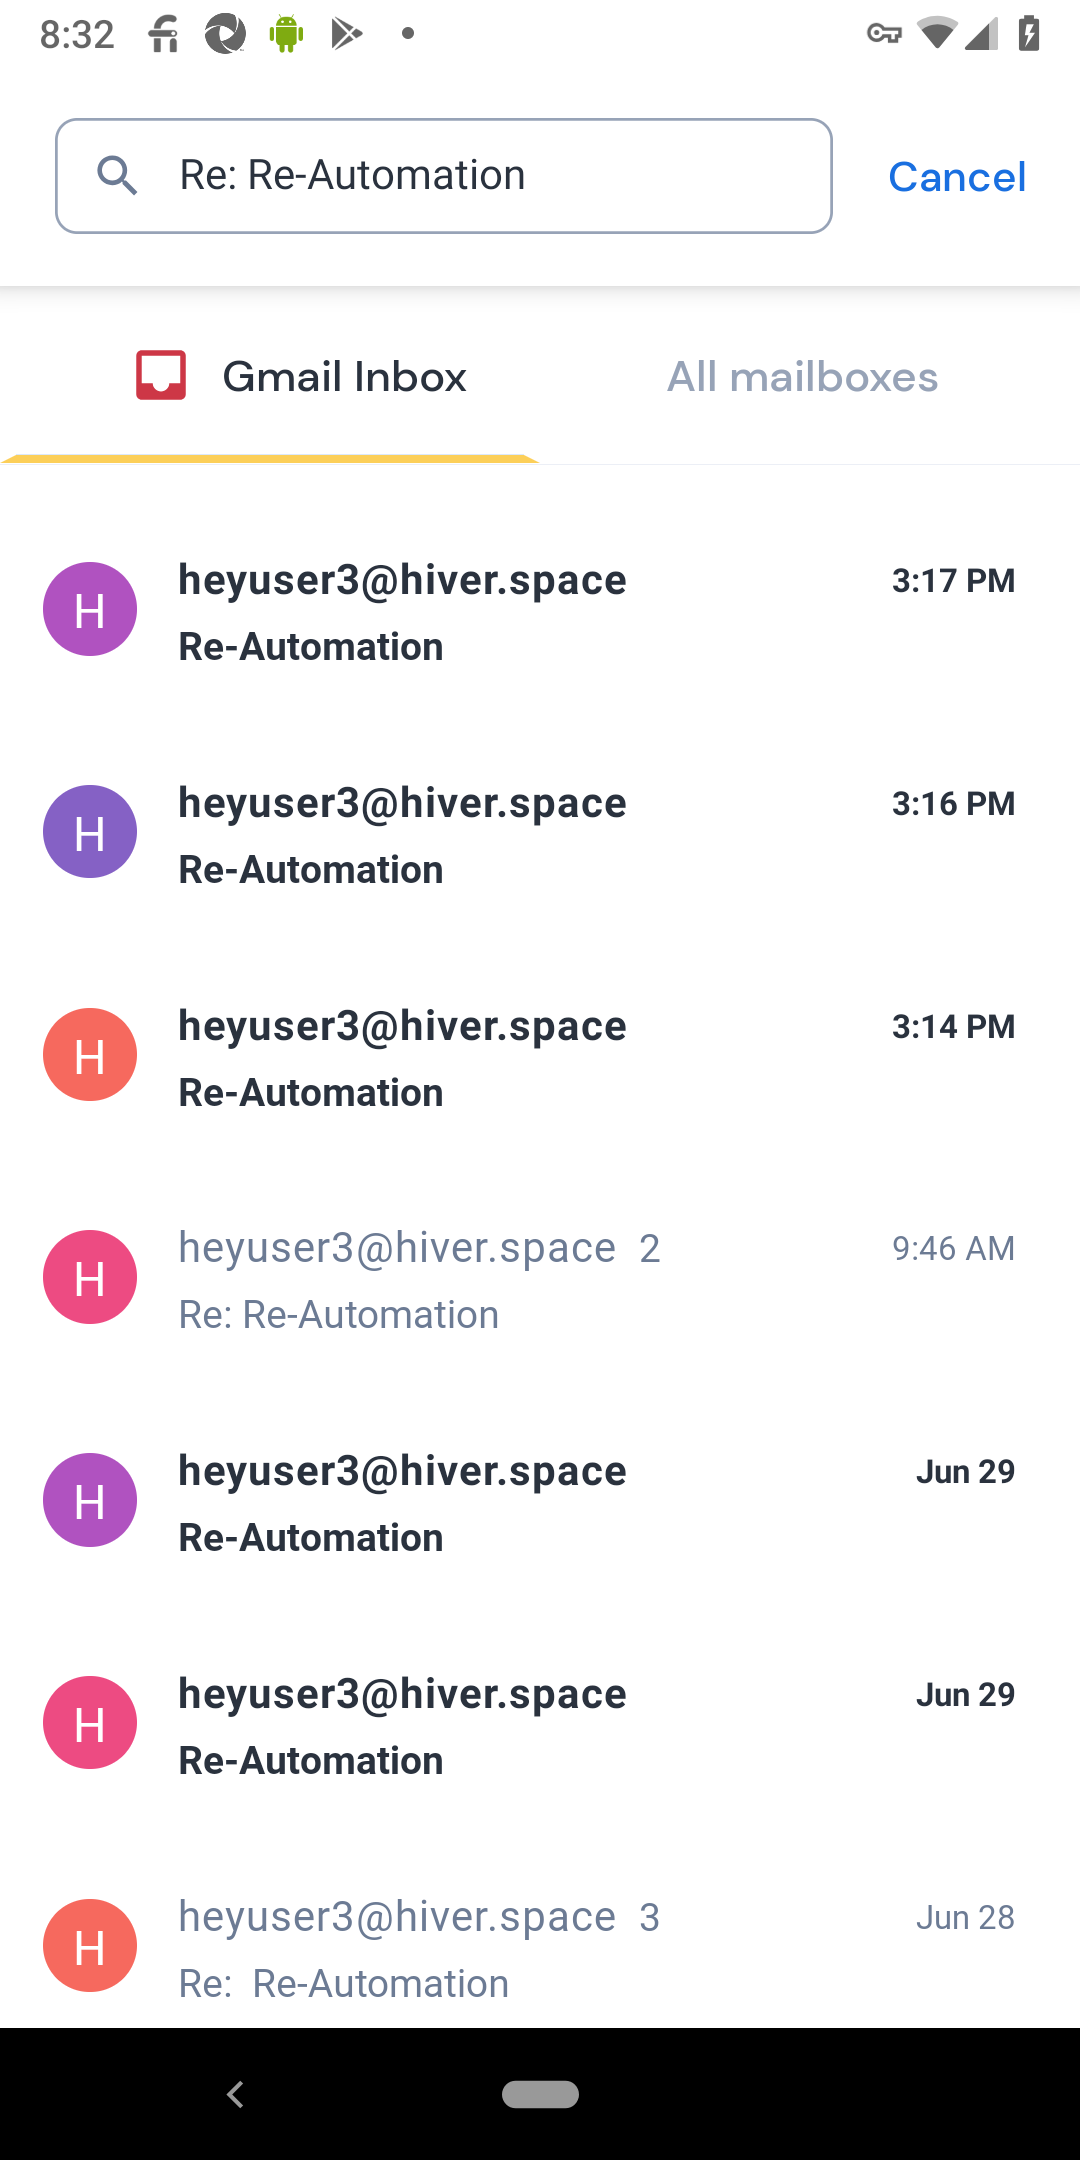 8:32
Re: Re-Automation
Cancel
Gmail Inbox
All mailboxes
H
heyuser3@hiver.space
3:17 PM
Re-Automation
H
heyuser3@hiver.space
3:16 PM
Re-Automation
H
heyuser3@hiver.space
3:14 PM
Re-Automation
H
heyuser3@hiver.space 2
9:46 AM
Re: Re-Automation
H
heyuser3@hiver.space
Jun 29
Re-Automation
H
heyuser3@hiver.space
Jun 29
Re-Automation
H
heyuser3@hiver.space 3
Jun 28
Re:  Re-Automation